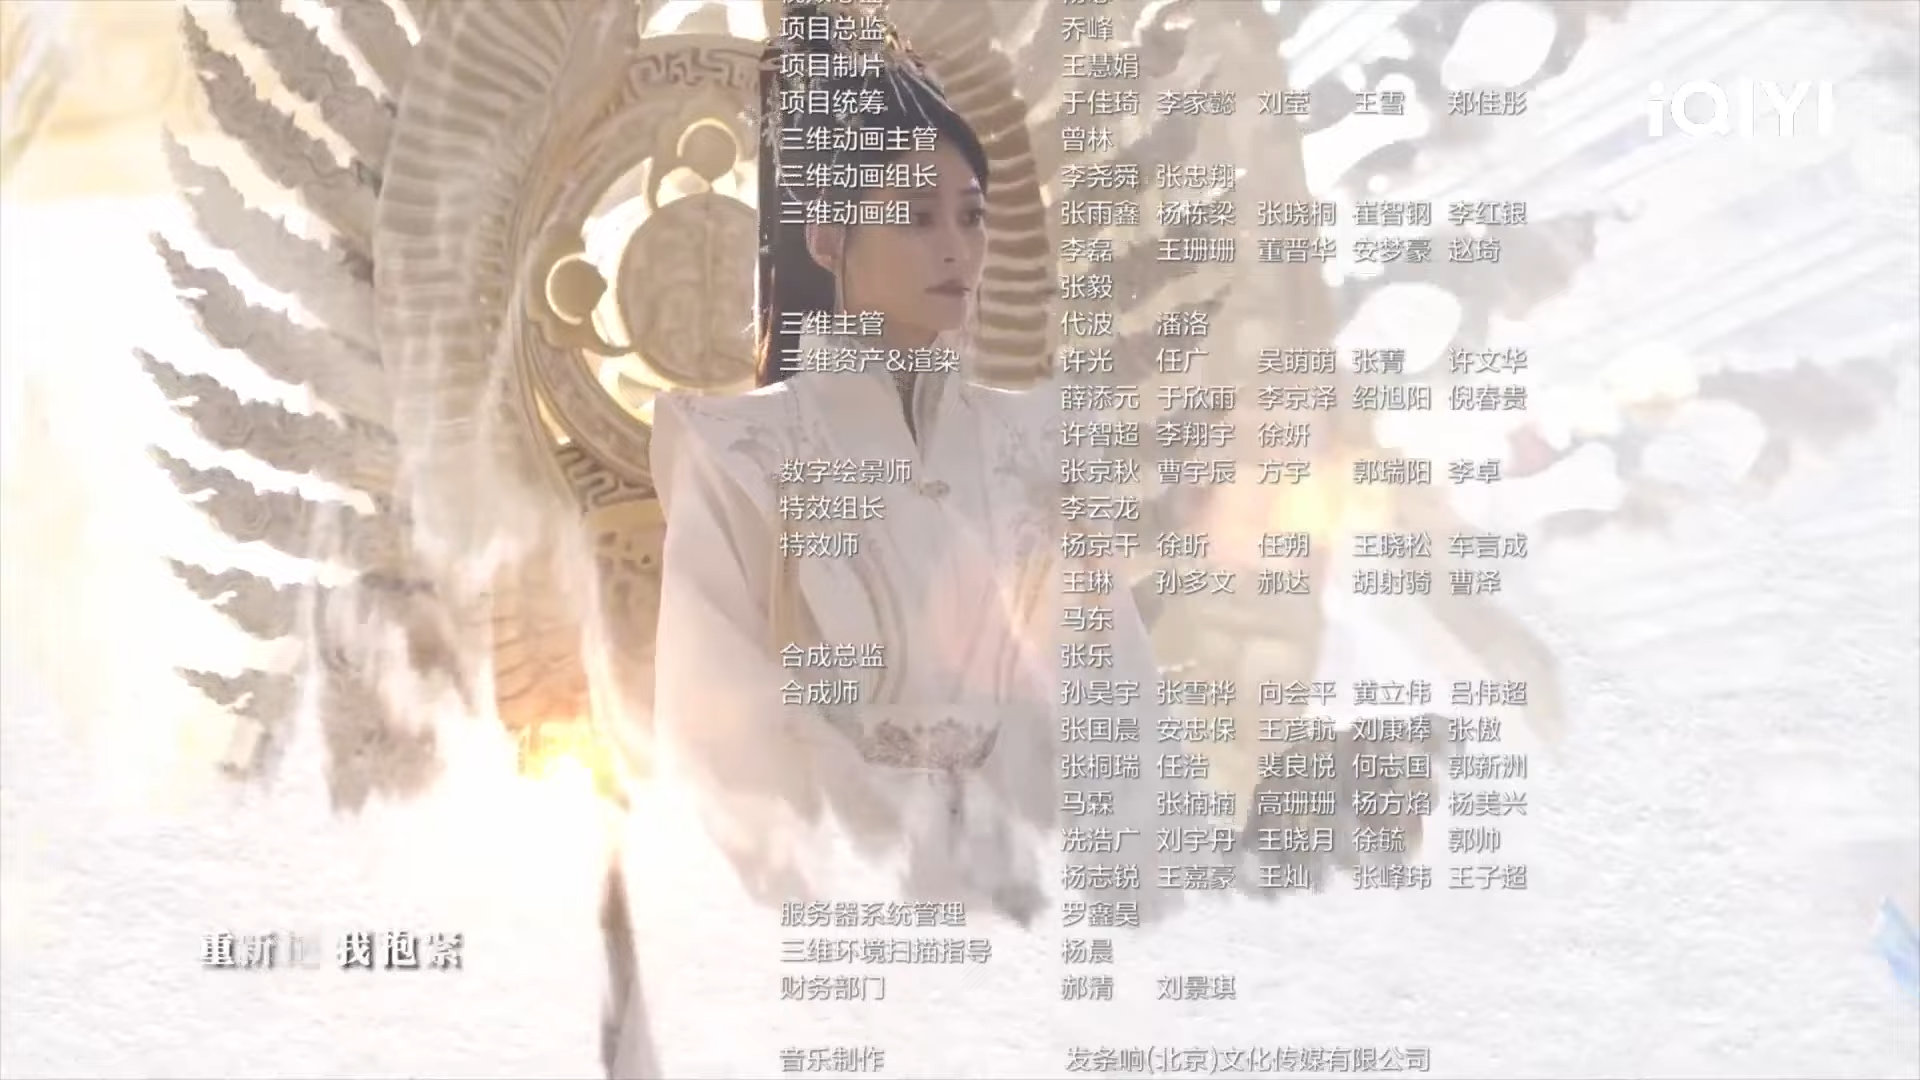 项目总监 乔峰
项目制片 王慧娟
项目统筹 于佳琦 李家懿 刘莹 王雪 郑佳彤
iQIYI
三维动画主管 曾林
三维动画组长 李尧舜 张忠翔
三维动画组 张雨鑫 杨栋梁 张晓桐 崔智钢 李红银
李磊 王珊珊 董晋华 安梦豪 赵琦
张毅
三维主管 代波 潘洛
三维资产&渲染 许光 任广 吴萌萌 张菁 许文华
薛添元 于欣雨 李京泽 绍旭阳 倪春贵
许智超 李翔宇 徐妍
数字绘景师 张京秋 曹宇辰 方宇 郭瑞阳 李卓
特效组长 李云龙
特效师 杨京干 徐昕 任朔 王晓松 车言成
王琳 孙多文 郝达 胡射骑 曹泽
马东
合成总监 张乐
合成师 孙昊宇 张雪桦 向会平 黄立伟 吕伟超
张国晨 安忠保 王彦航 刘康棒 张傲
张桐瑞 任浩 裴良悦 何志国 郭新洲
马霖 张楠楠 高珊珊 杨方焰 杨美兴
冼浩广 刘宇丹 王晓月 徐毓 郭帅
杨志锐 王嘉豪 王灿 张峰玮 王子超
服务器系统管理 罗鑫昊
重新 我抱紧
三维环境扫描指导 杨晨
财务部门 郝清 刘景琪
音乐制作 发条响(北京)文化传媒有限公司